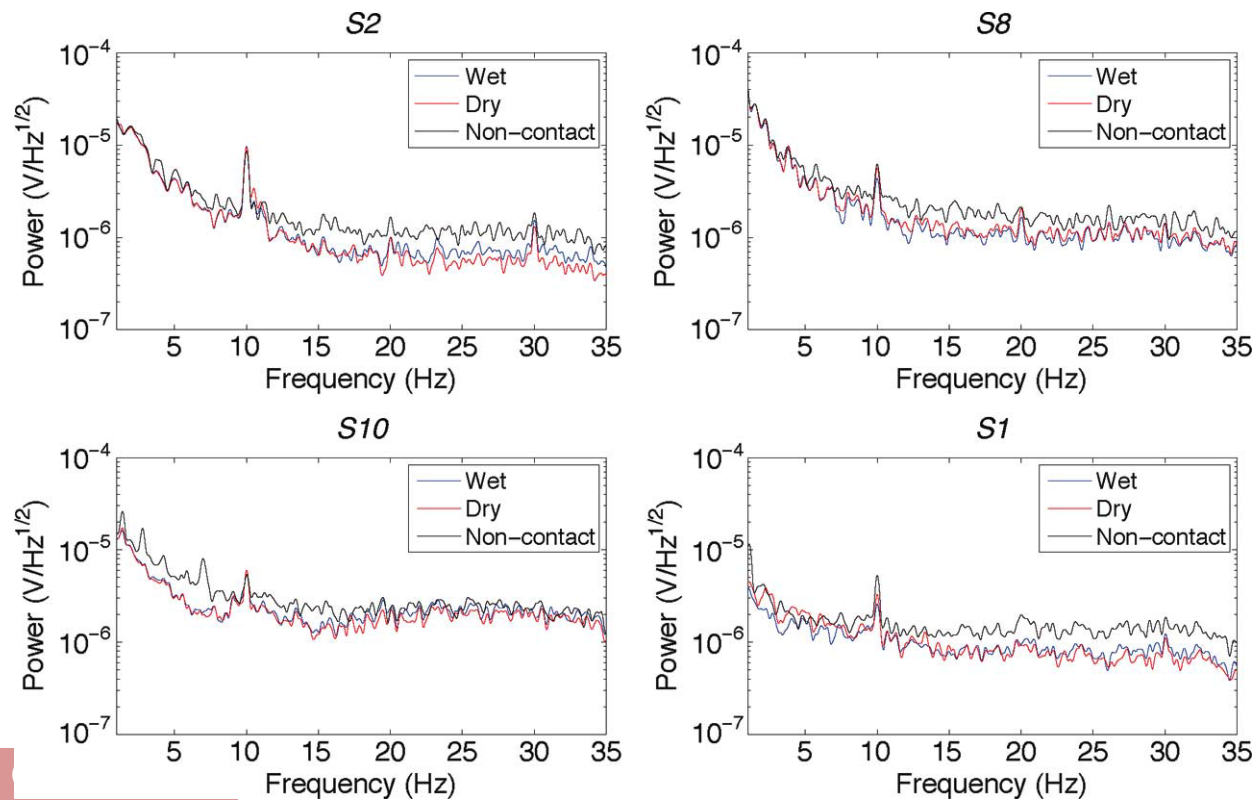 S2
10^-4
10^-5
10^-6
10^-7
Power (V/Hz^1/2)
Wet
Dry
Non-contact
5 10 15 20 25 30 35
Frequency (Hz)
S8
10^-4
10^-5
10^-6
10^-7
Power (V/Hz^1/2)
Wet
Dry
Non-contact
5 10 15 20 25 30 35
Frequency (Hz)
S10
10^-4
10^-5
10^-6
10^-7
Power (V/Hz^1/2)
Wet
Dry
Non-contact
5 10 15 20 25 30 35
Frequency (Hz)
S1
10^-4
10^-5
10^-6
10^-7
Power (V/Hz^1/2)
Wet
Dry
Non-contact
5 10 15 20 25 30 35
Frequency (Hz)